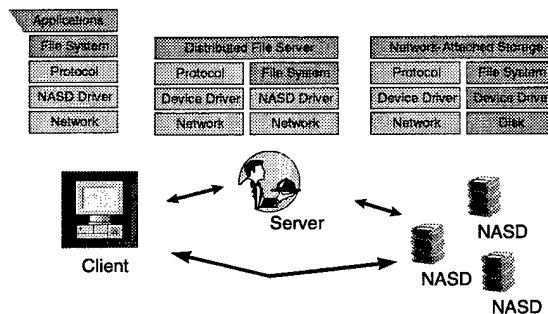 Applications
File System
Protocol
NASD Driver
Network
Distributed File Server
Protocol File System
Device Driver NASD Driver
Network Network
Network-Attached Storage
Protocol File System
Device Driver Device Driver
Network Disk
Client
Server
NASD
NASD
NASD